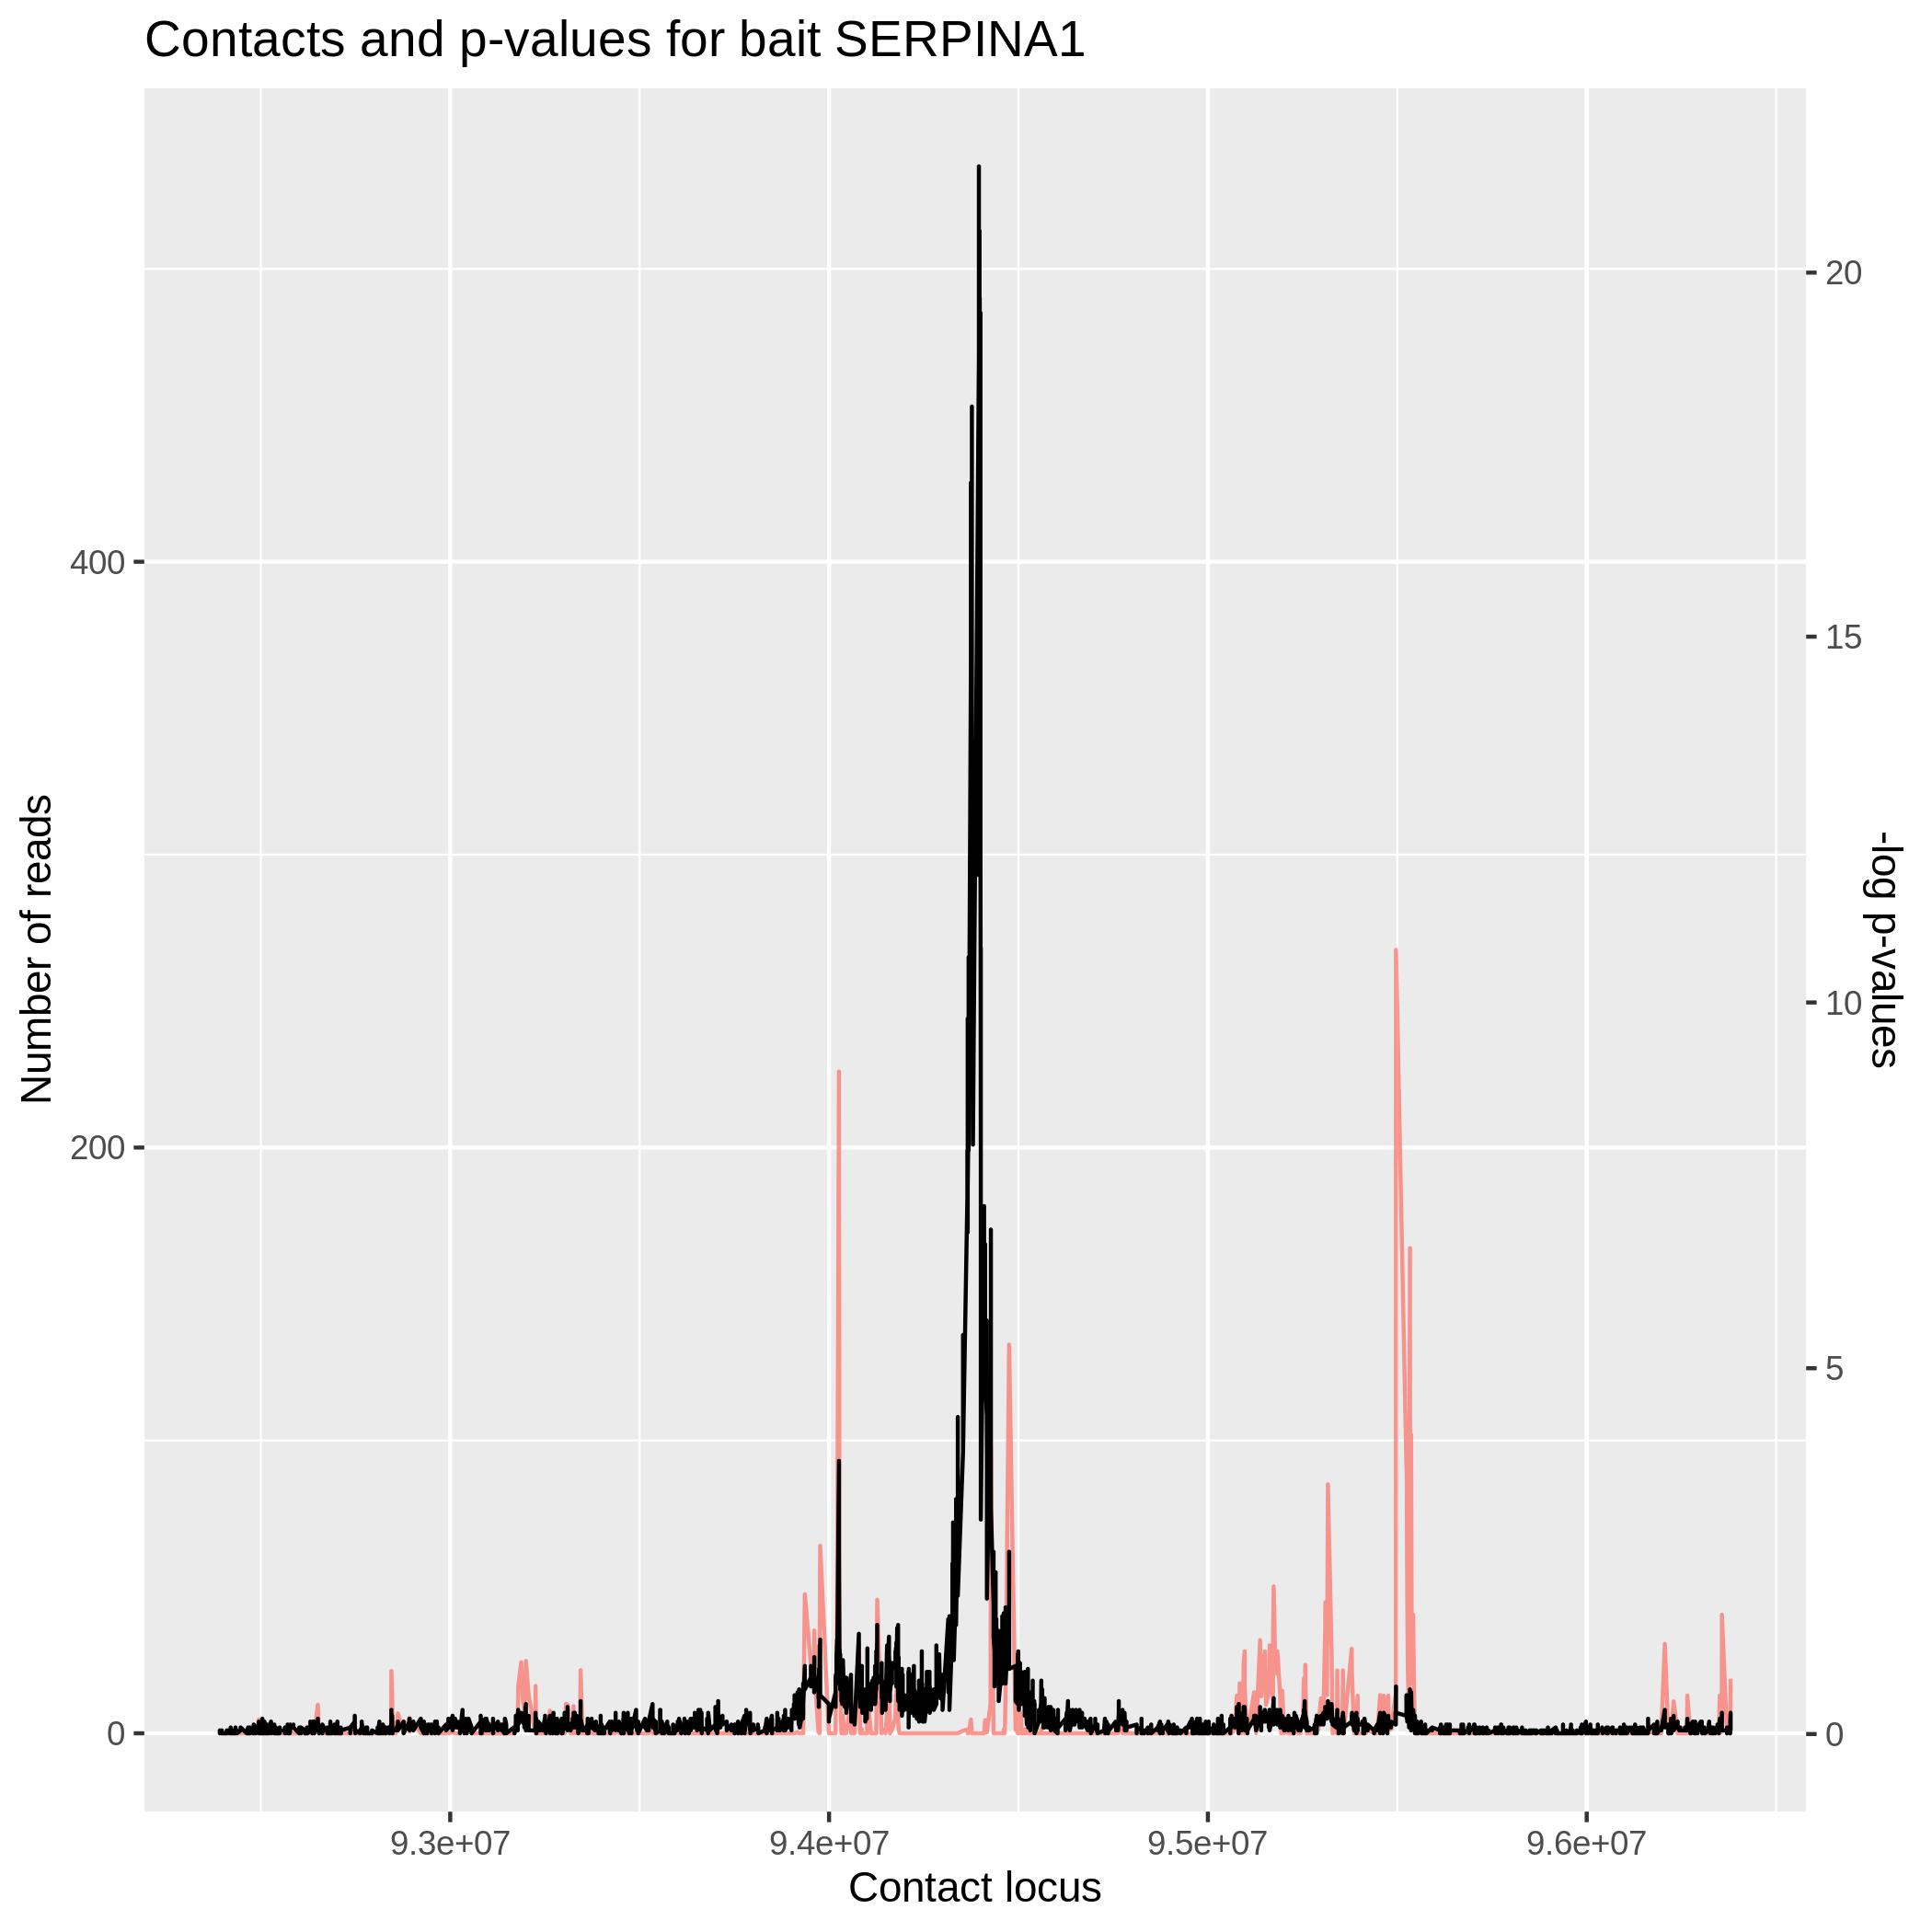 Contacts and p-values for bait SERPINA1
Number of reads
400
200
0
20
15
10
5
0
-log p-values
9.3e+07
9.4e+07
9.5e+07
9.6e+07
Contact locus